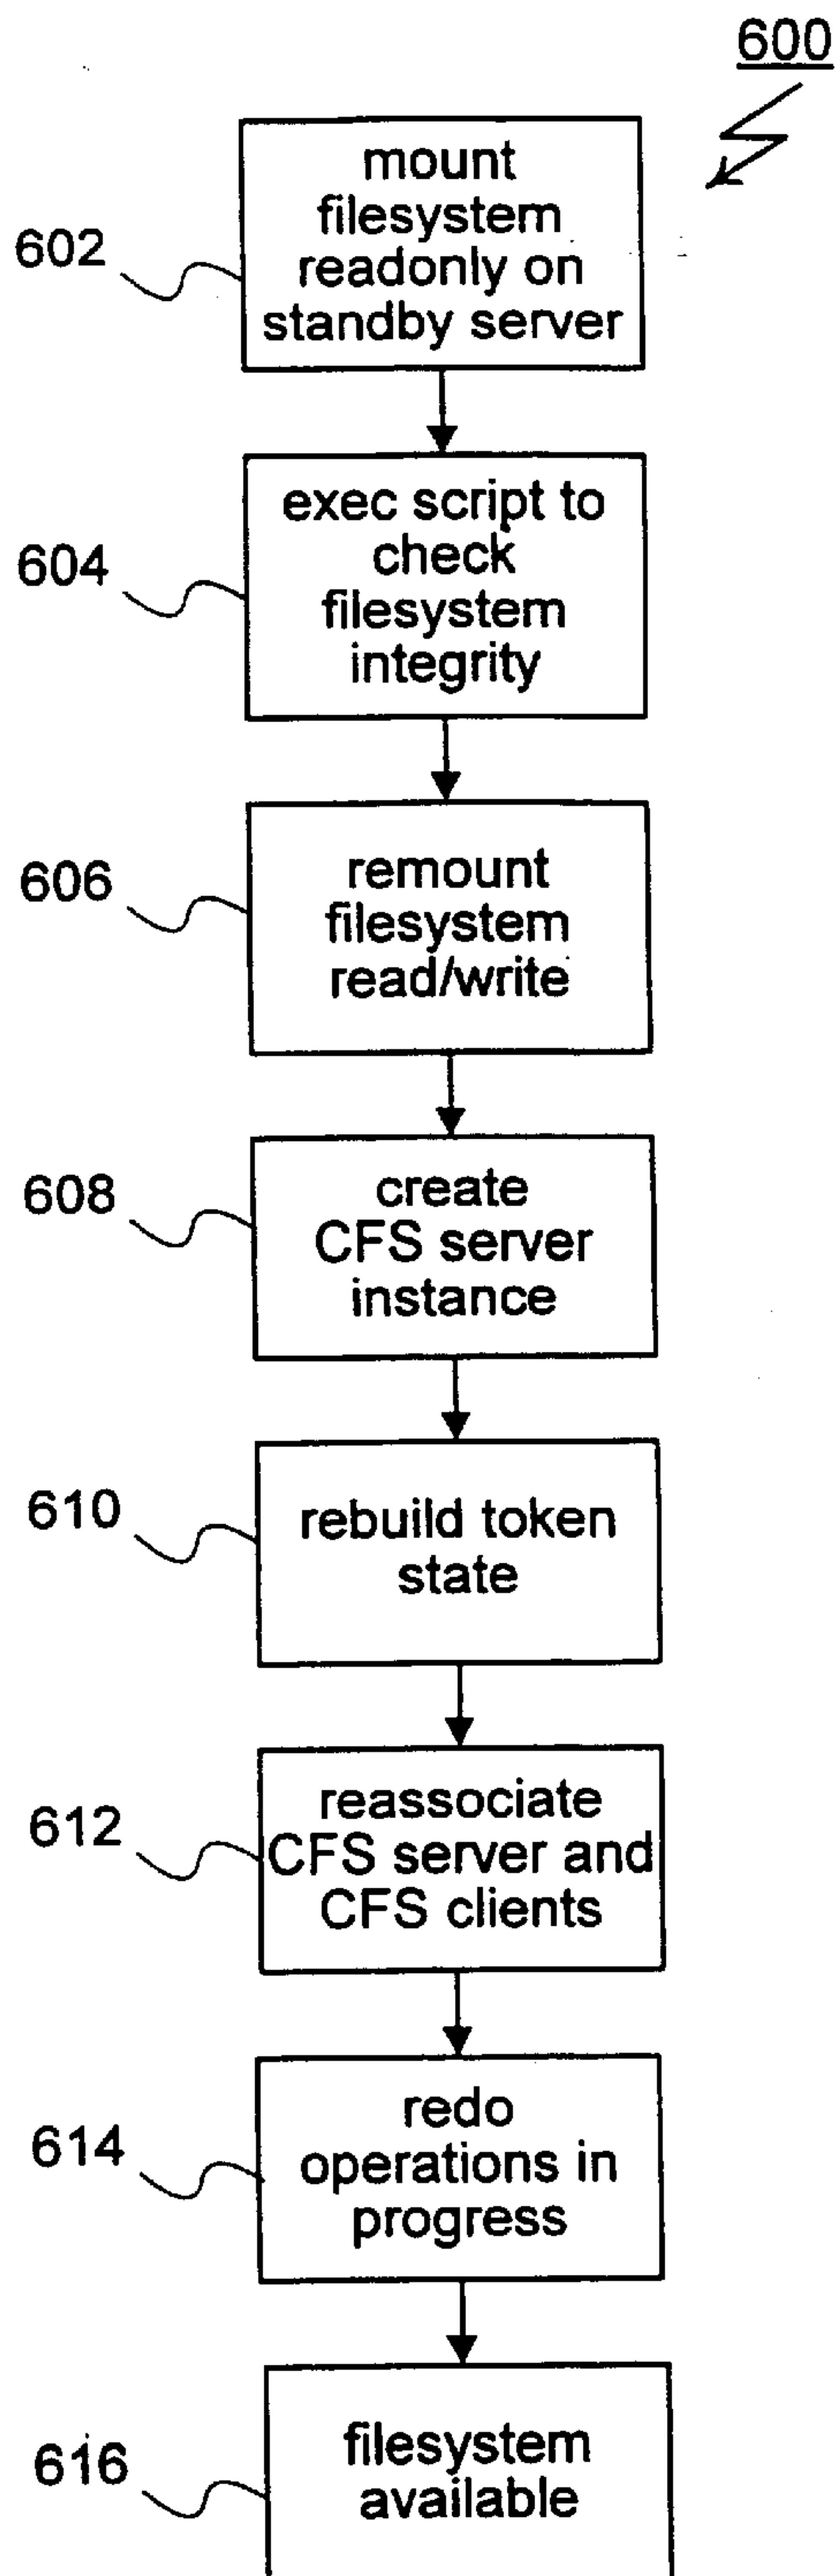 600
602
mount
filesystem
readonly on
standby server
604
exec script to
check
filesystem
integrity
606
remount
filesystem
read/write
608
create
CFS server
instance
610
rebuild token
state
612
reassociate
CFS server and
CFS clients
614
redo
operations in
progress
616
filesystem
available